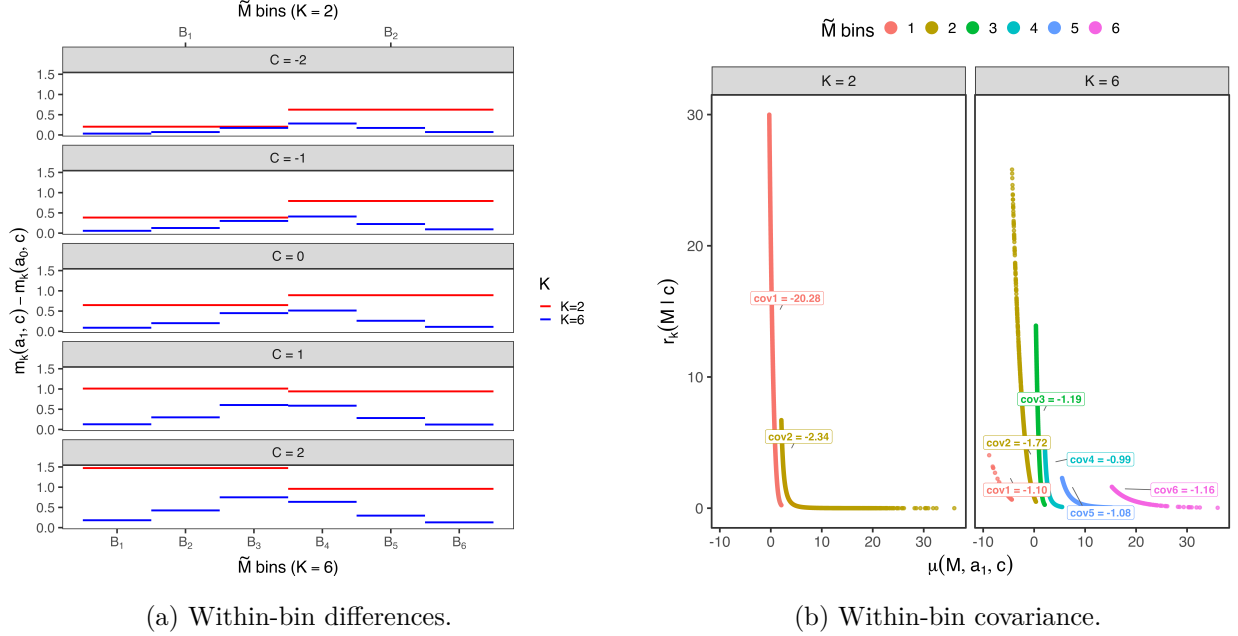 M̃ bins (K = 2)
B₁ B₂
C = -2
1.5
1.0
0.5
0.0
C = -1
1.5
1.0
0.5
0.0
C = 0
1.5
1.0
0.5
0.0
C = 1
1.5
1.0
0.5
0.0
C = 2
1.5
1.0
0.5
0.0
mₖ(a₁, c) − mₖ(a₀, c)
B₁ B₂ B₃ B₄ B₅ B₆
M̃ bins (K = 6)
K
K=2
K=6
(a) Within-bin differences.
M̃ bins 1 2 3 4 5 6
K = 2 K = 6
30
20
10
0
rₖ(M | c)
cov1 = -20.28
cov2 = -2.34
cov3 = -1.19
cov2 = -1.72
cov4 = -0.99
cov1 = -1.10
cov6 = -1.16
cov5 = -1.08
-10 0 10 20 30 -10 0 10 20 30
μ(M, a₁, c)
(b) Within-bin covariance.